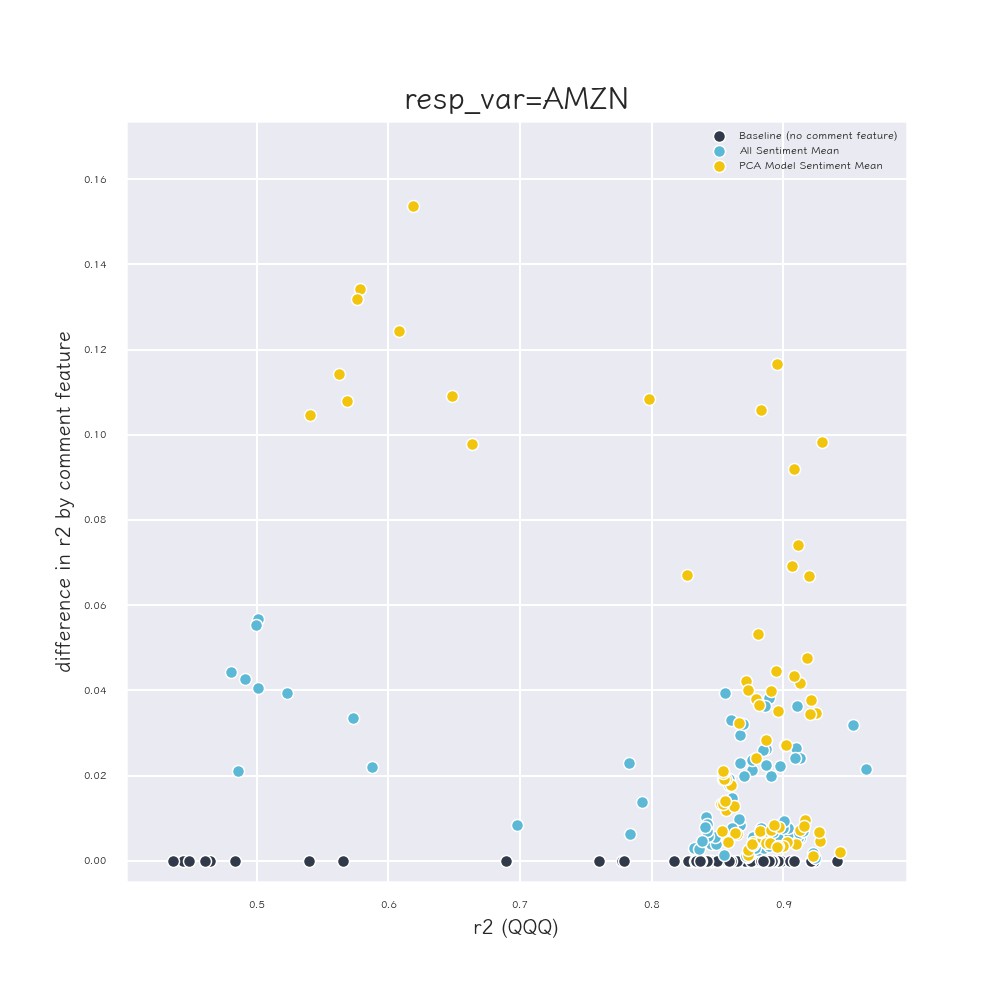 resp_var=AMZN
Baseline (no comment feature)
All Sentiment Mean
PCA Model Sentiment Mean
difference in r2 by comment feature
0.16
0.14
0.12
0.10
0.08
0.06
0.04
0.02
0.00
0.5 0.6 0.7 0.8 0.9
r2 (QQQ)